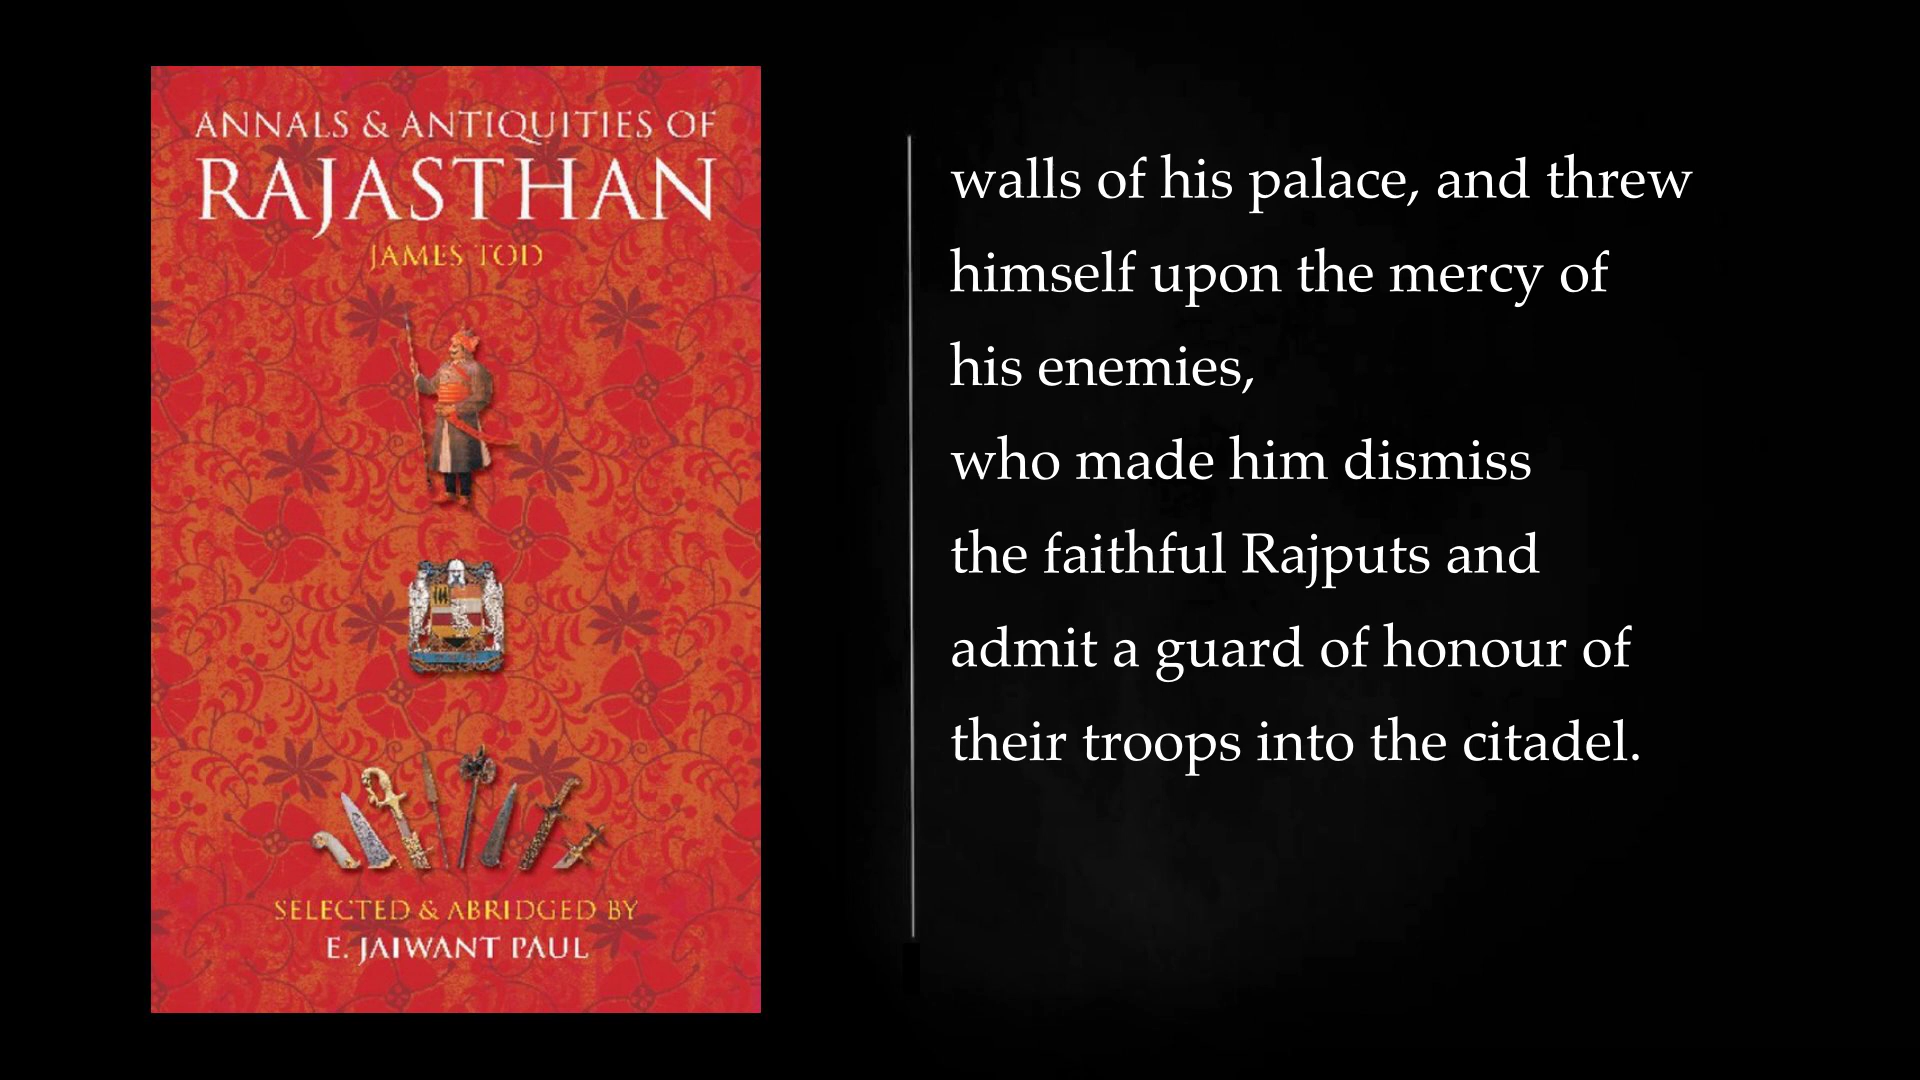 ANNALS & ANTIQUITIES OF
RAJASTHAN
JAMES TOD
SELECTED & ABRIDGED BY
E. JAIWANT PAUL
walls of his palace, and threw
himself upon the mercy of
his enemies,
who made him dismiss
the faithful Rajputs and
admit a guard of honour of
their troops into the citadel.